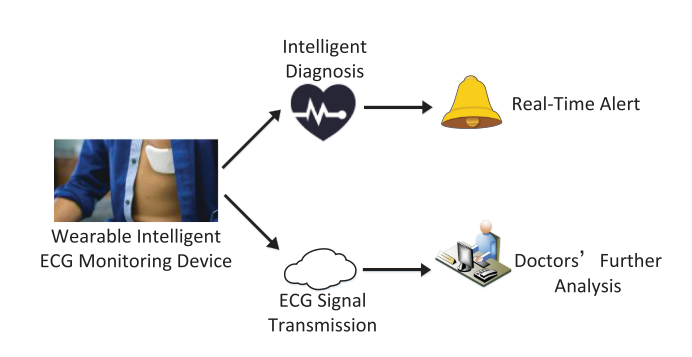 Intelligent
Diagnosis
Real-Time Alert
Wearable Intelligent
ECG Monitoring Device
ECG Signal
Transmission
Doctors’ Further
Analysis